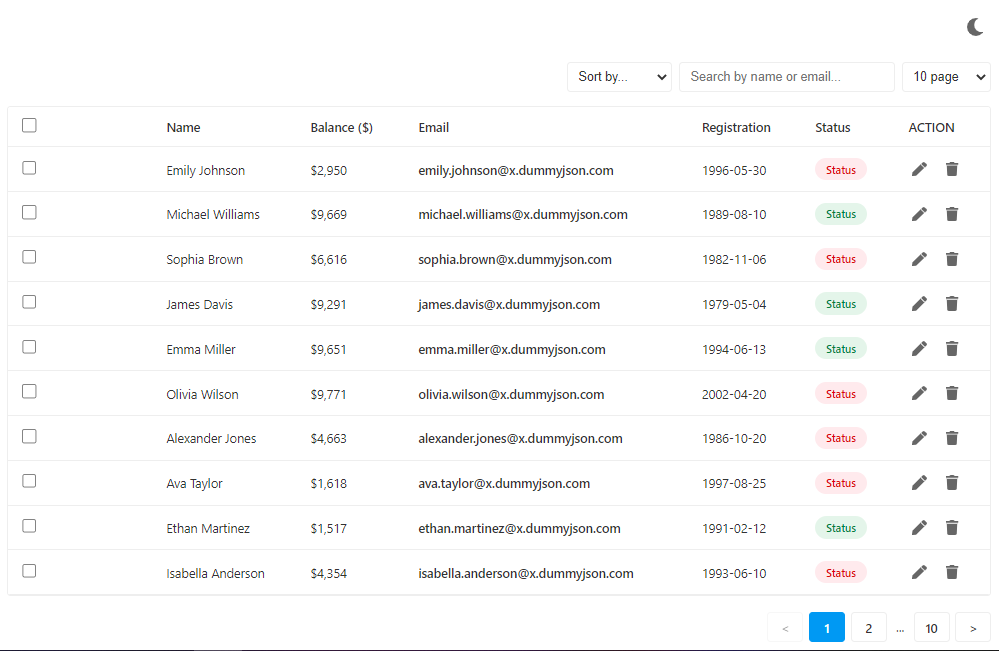 Sort by... Search by name or email... 10 page
Name Balance ($) Email Registration Status ACTION
Emily Johnson $2,950 emily.johnson@x.dummyjson.com 1996-05-30 Status
Michael Williams $9,669 michael.williams@x.dummyjson.com 1989-08-10 Status
Sophia Brown $6,616 sophia.brown@x.dummyjson.com 1982-11-06 Status
James Davis $9,291 james.davis@x.dummyjson.com 1979-05-04 Status
Emma Miller $9,651 emma.miller@x.dummyjson.com 1994-06-13 Status
Olivia Wilson $9,771 olivia.wilson@x.dummyjson.com 2002-04-20 Status
Alexander Jones $4,663 alexander.jones@x.dummyjson.com 1986-10-20 Status
Ava Taylor $1,618 ava.taylor@x.dummyjson.com 1997-08-25 Status
Ethan Martinez $1,517 ethan.martinez@x.dummyjson.com 1991-02-12 Status
Isabella Anderson $4,354 isabella.anderson@x.dummyjson.com 1993-06-10 Status
< 1 2 ... 10 >